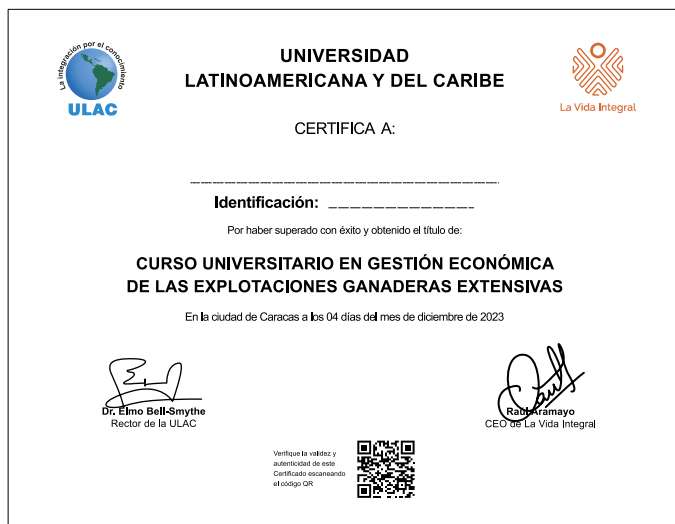 La integración por el conocimiento
ULAC
UNIVERSIDAD
LATINOAMERICANA Y DEL CARIBE
La Vida Integral
CERTIFICA A:
Identificación:
Por haber superado con éxito y obtenido el título de:
CURSO UNIVERSITARIO EN GESTIÓN ECONÓMICA
DE LAS EXPLOTACIONES GANADERAS EXTENSIVAS
En la ciudad de Caracas a los 04 días del mes de diciembre de 2023
Dr. Elmo Bell-Smythe
Rector de la ULAC
Raúl Aramayo
CEO de La Vida Integral
Verifique la validez y
autenticidad de este
Certificado escaneando
el código QR